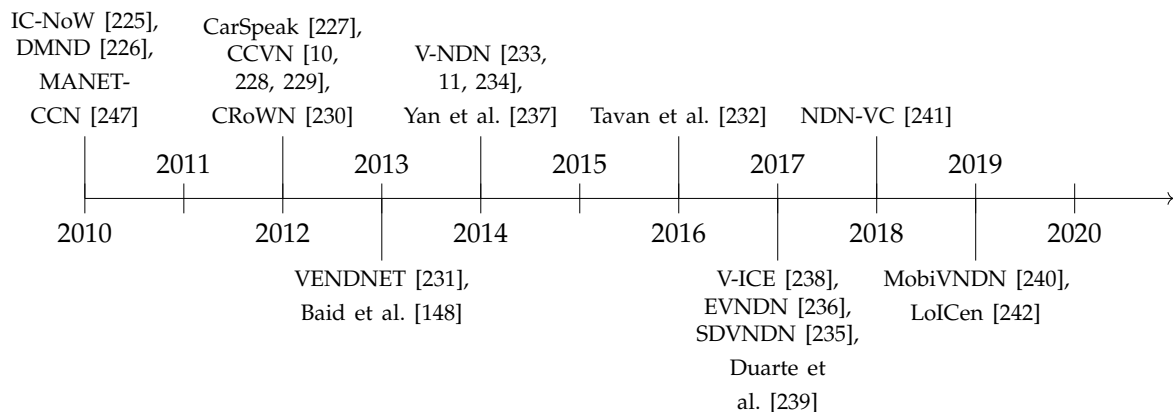 IC-NoW [225],
DMND [226],
MANET-
CCN [247]
CarSpeak [227],
CCVN [10,
228, 229],
CRoWN [230]
V-NDN [233,
11, 234],
Yan et al. [237]
Tavan et al. [232]
NDN-VC [241]
2011
2013
2015
2017
2019
2010
2012
2014
2016
2018
2020
VENDNET [231],
Baid et al. [148]
V-ICE [238],
EVNDN [236],
SDVNDN [235],
Duarte et
al. [239]
MobiVNDN [240],
LoICen [242]